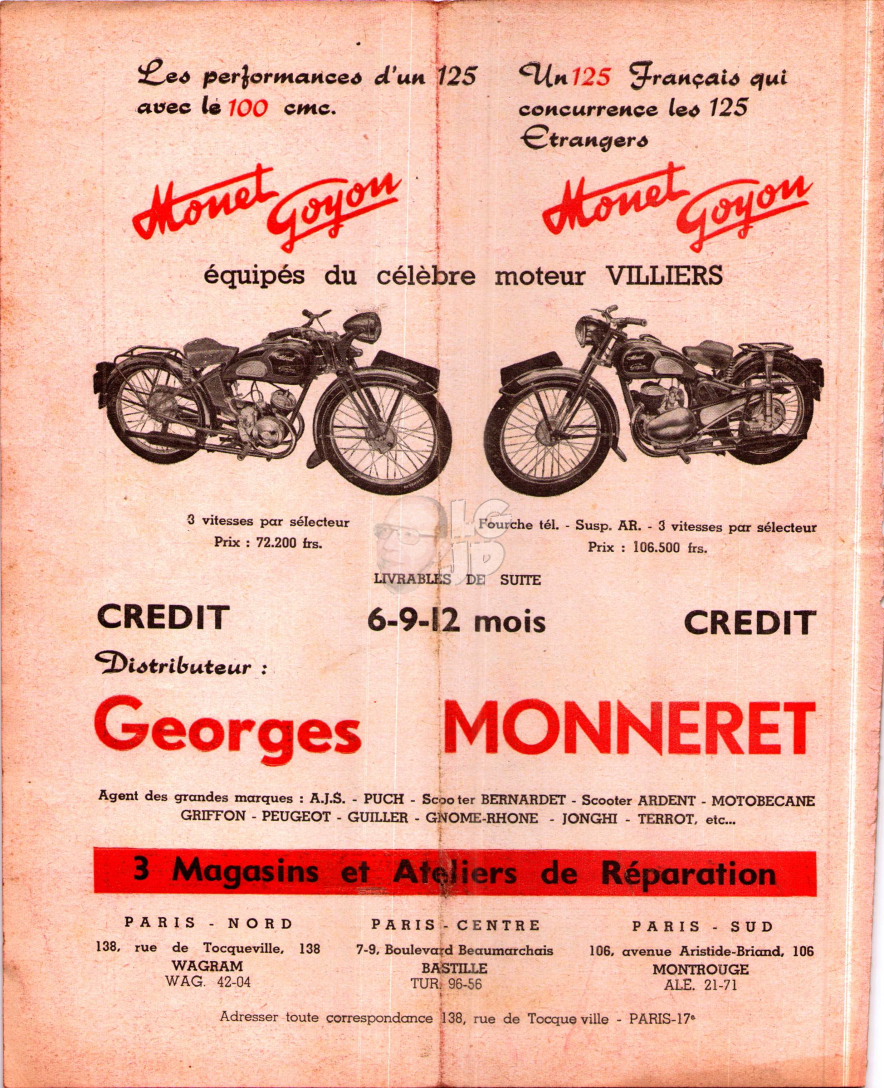 Les performances d'un 125
avec le 100 cmc.
Un 125 Français qui
concurrence les 125
Etrangers
Monet Goyon
Monet Goyon
équipés du célèbre moteur VILLIERS
3 vitesses par sélecteur
Prix : 72.200 frs.
Fourche tél. - Susp. AR. - 3 vitesses par sélecteur
Prix : 106.500 frs.
LGJD
LIVRABLES DE SUITE
CREDIT 6-9-12 mois CREDIT
Distributeur :
Georges MONNERET
Agent des grandes marques : A.J.S. - PUCH - Scooter BERNARDET - Scooter ARDENT - MOTOBECANE
GRIFFON - PEUGEOT - GUILLER - GNOME-RHONE - JONGHI - TERROT, etc...
3 Magasins et Ateliers de Réparation
PARIS - NORD
138, rue de Tocqueville, 138
WAGRAM
WAG. 42-04
PARIS - CENTRE
7-9, Boulevard Beaumarchais
BASTILLE
TUR. 96-56
PARIS - SUD
106, avenue Aristide-Briand, 106
MONTROUGE
ALÉ. 21-71
Adresser toute correspondance 138, rue de Tocqueville - PARIS-17e